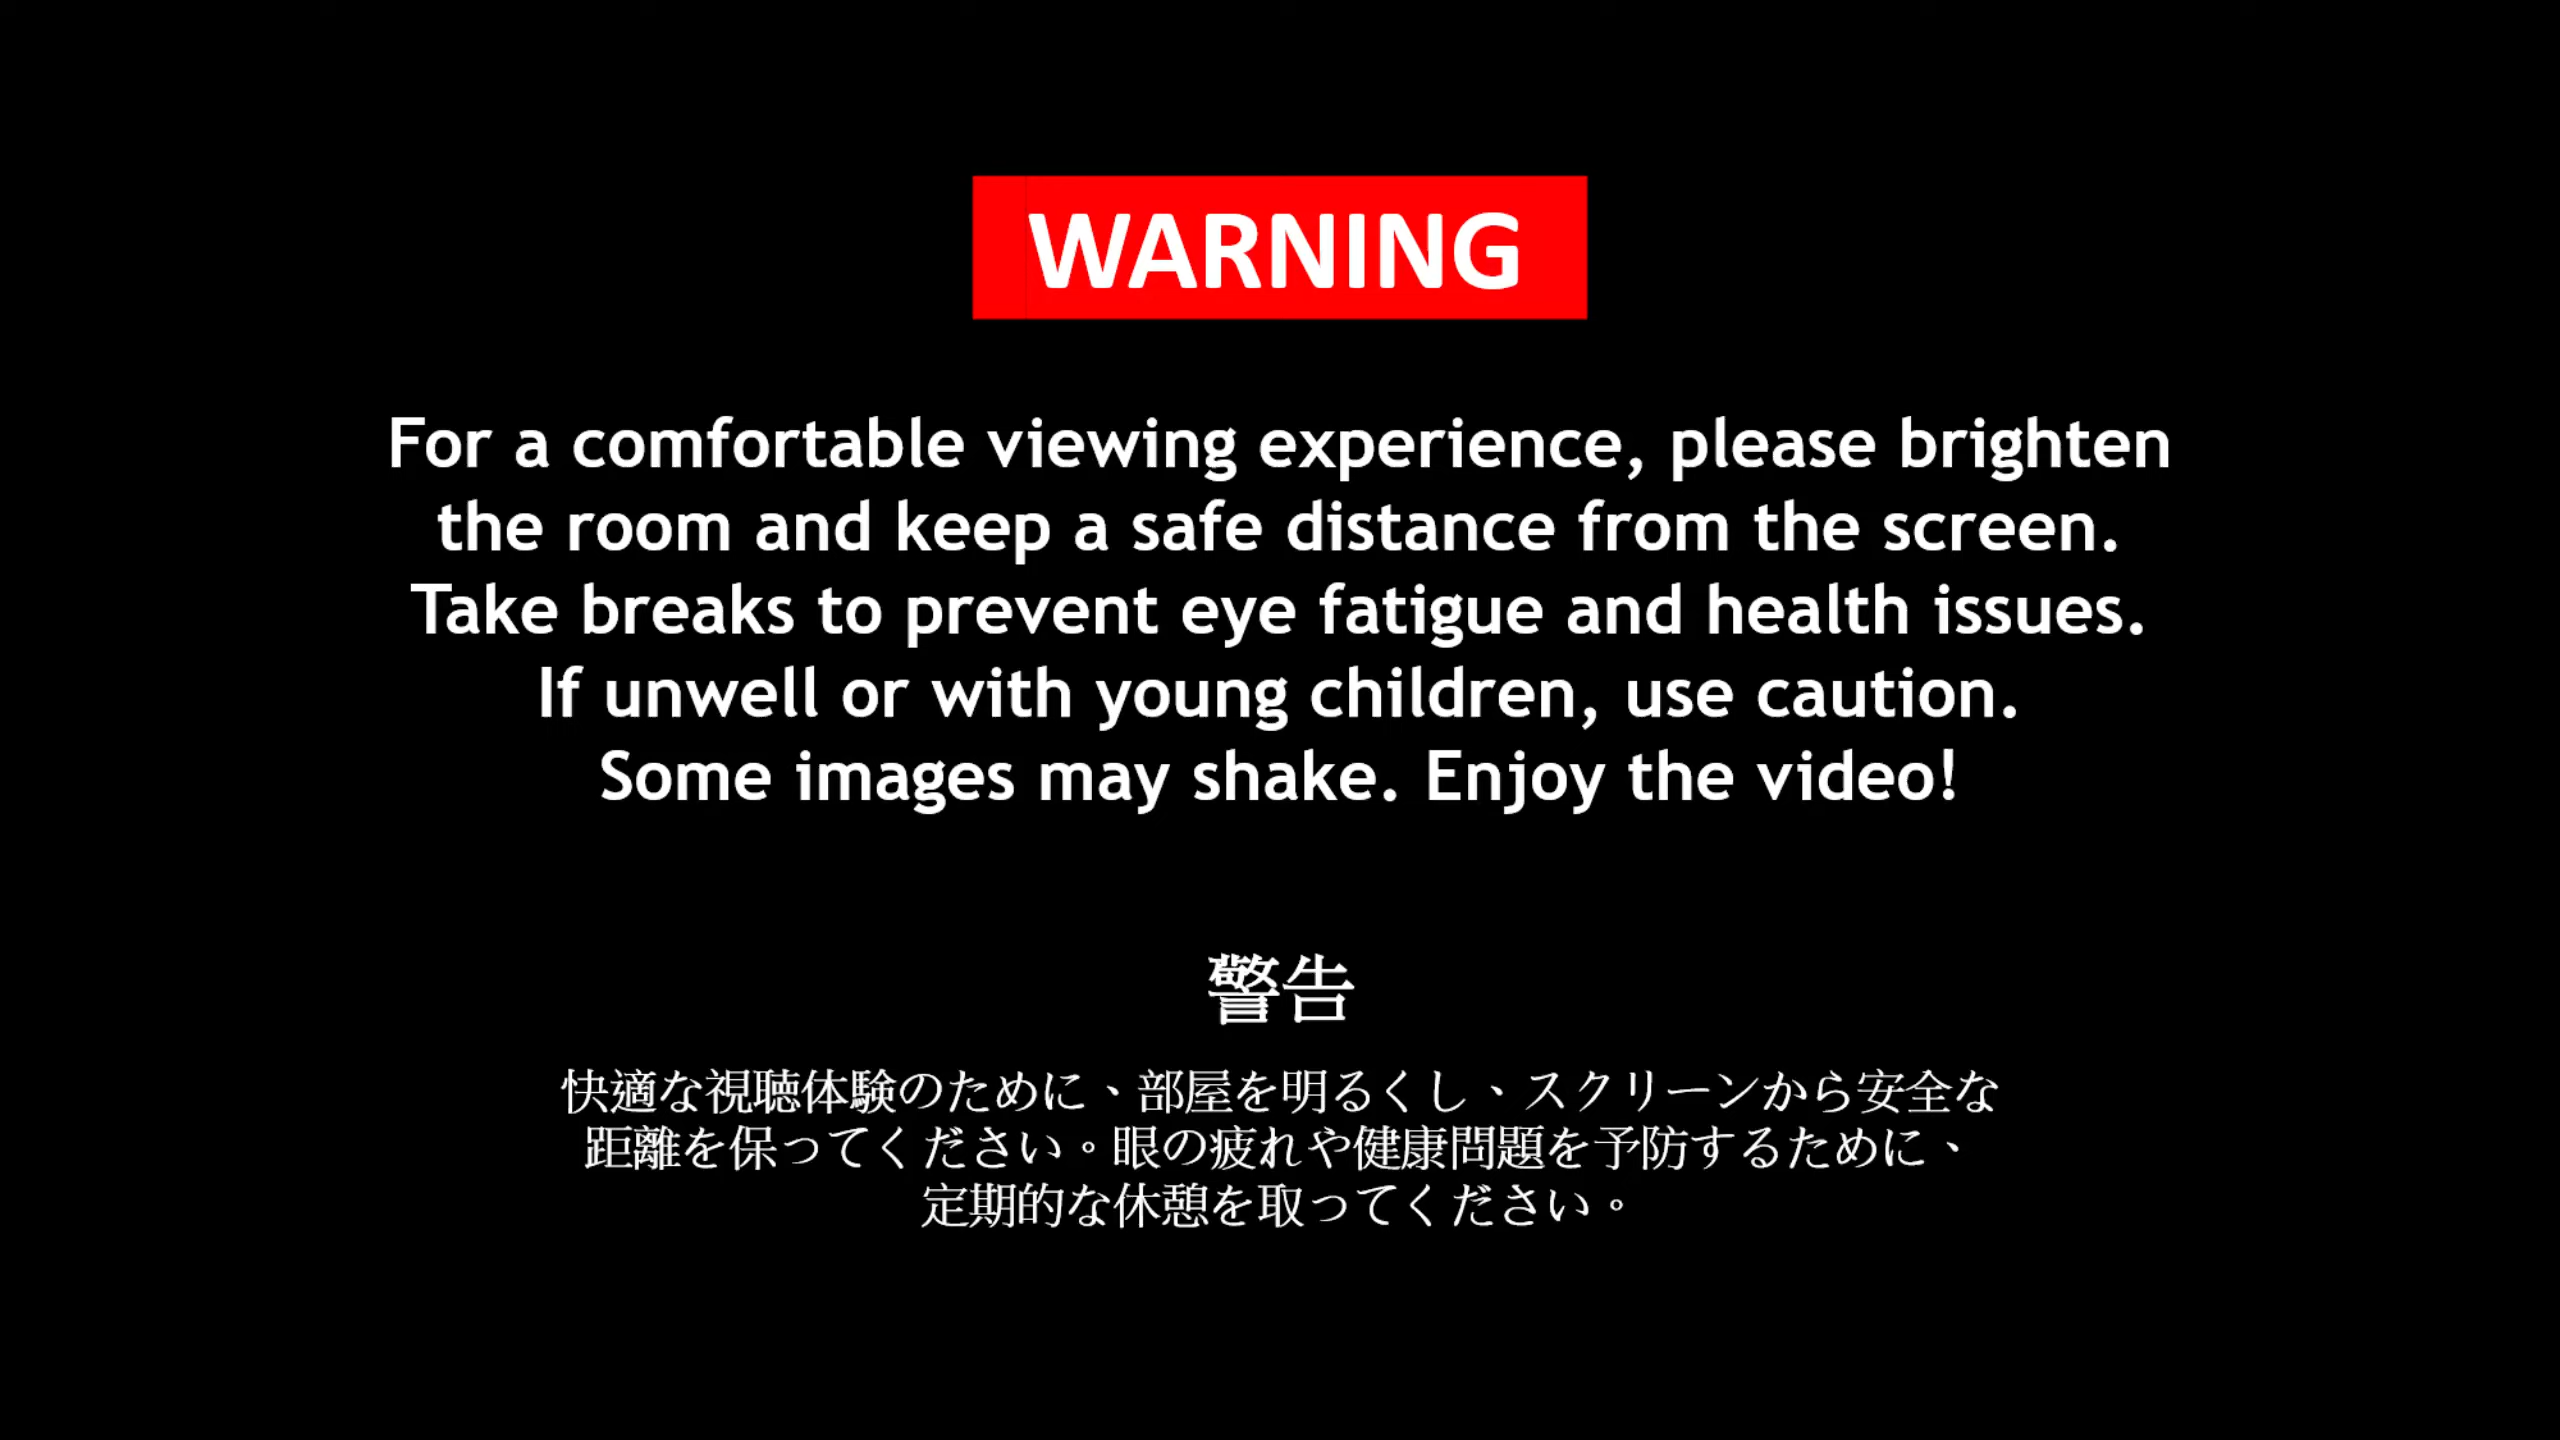 WARNING
For a comfortable viewing experience, please brighten
the room and keep a safe distance from the screen.
Take breaks to prevent eye fatigue and health issues.
If unwell or with young children, use caution.
Some images may shake. Enjoy the video!
警告
快適な視聴体験のために、部屋を明るくし、スクリーンから安全な
距離を保ってください。眼の疲れや健康問題を予防するために、
定期的な休憩を取ってください。